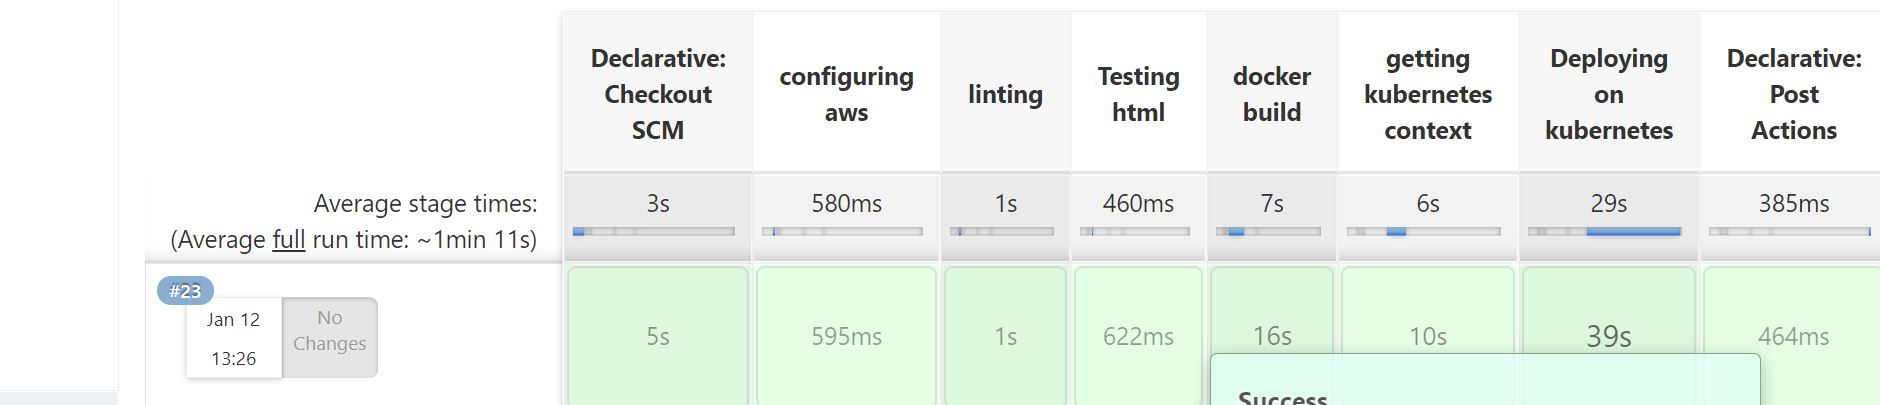 Declarative:
Checkout
SCM
configuring
aws
linting
Testing
html
docker
build
getting
kubernetes
context
Deploying
on
kubernetes
Declarative:
Post
Actions
Average stage times:
(Average full run time: ~1min 11s)
3s
580ms
1s
460ms
7s
6s
29s
385ms
#23
Jan 12
13:26
No
Changes
5s
595ms
1s
622ms
16s
10s
39s
464ms
Success